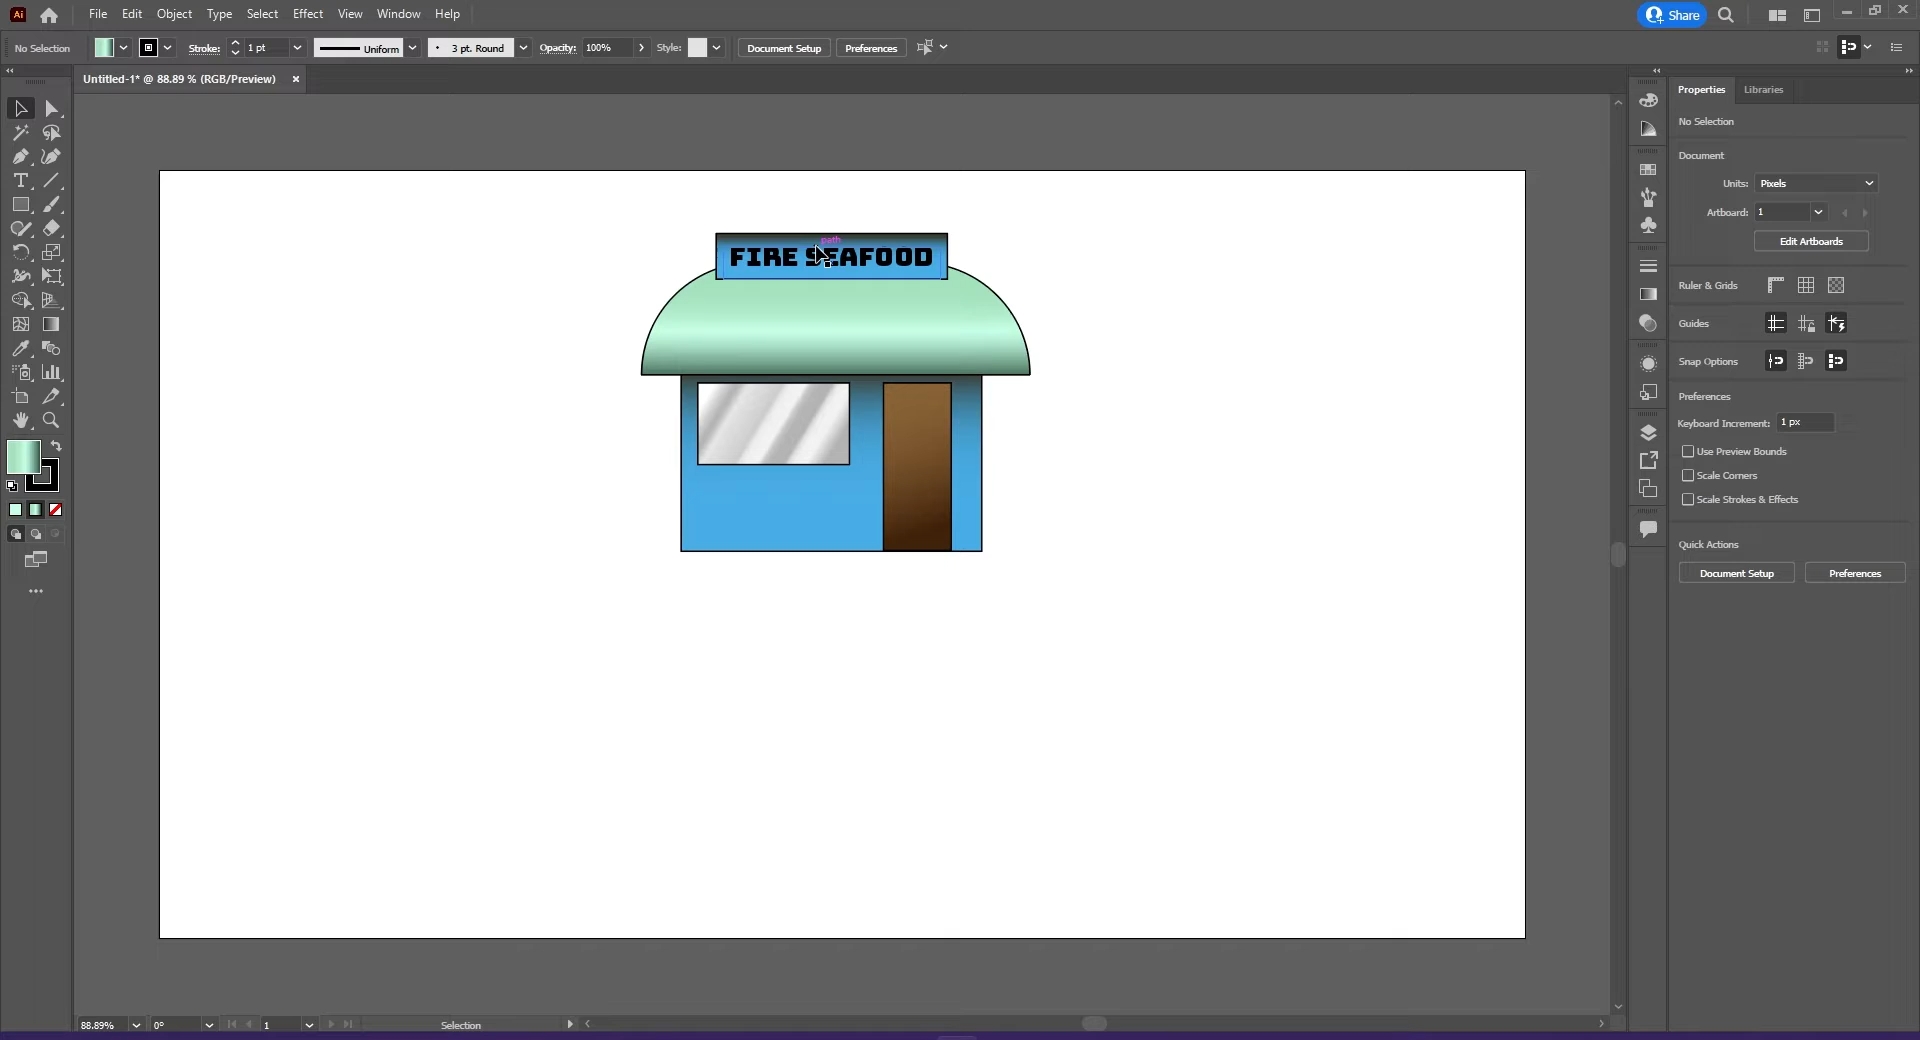 Ai File Edit Object Type Select Effect View Window Help Share
No Selection Stroke: 1 pt Uniform 3 pt. Round Opacity: 100% Style: Document Setup Preferences
Untitled-1* @ 88.89 % (RGB/Preview) ×
Properties Libraries
No Selection
Document
Units: Pixels
Artboard: 1
Edit Artboards
path
FIRE SEAFOOD
Ruler & Grids
Guides
Snap Options
Preferences
Keyboard Increment: 1 px
Use Preview Bounds
Scale Corners
Scale Strokes & Effects
Quick Actions
Document Setup Preferences
88.89% 0° 1 Selection